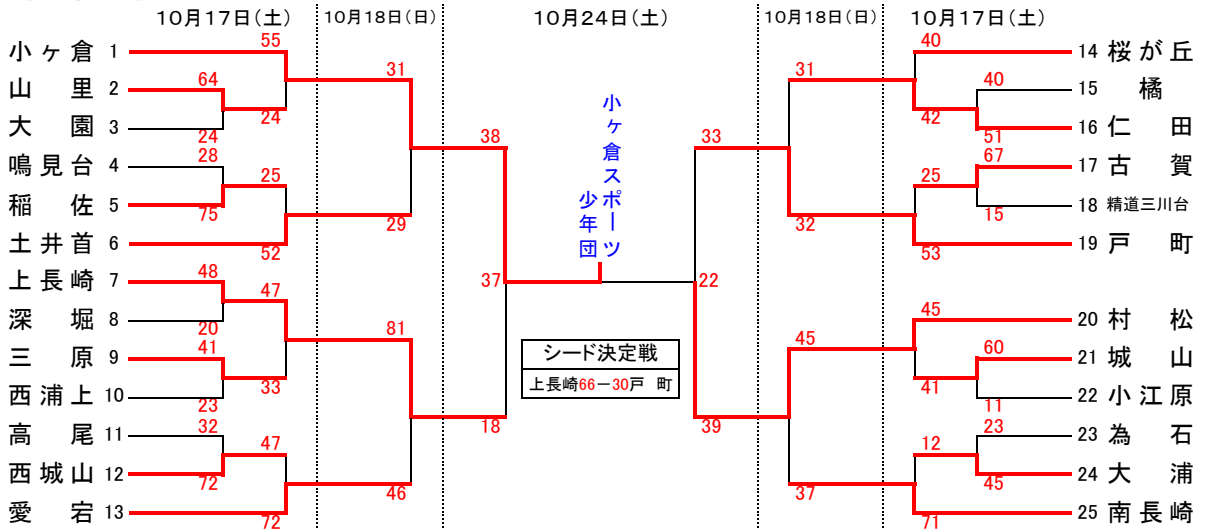 10月17日(土) 10月18日(日) 10月24日(土) 10月18日(日) 10月17日(土)
小ヶ倉 1 55
山里 2 64
24
大園 3 24
鳴見台 4 28
25
稲佐 5 75
土井首 6 52
上長崎 7 48
47
深堀 8 20
三原 9 41
33
西浦上 10 23
高尾 11 32
47
西城山 12 72
愛宕 13 72
31
29
81
46
38
18
37
小ヶ倉スポーツ
少年団
22
シード決定戦
上長崎66-30戸町
33
39
31
32
45
37
40 14 桜が丘
40 15 橘
42
51 16 仁田
67 17 古賀
25
15 18 精道三川台
53 19 戸町
45 20 村松
60 21 城山
41
11 22 小江原
23 23 為石
12
45 24 大浦
71 25 南長崎